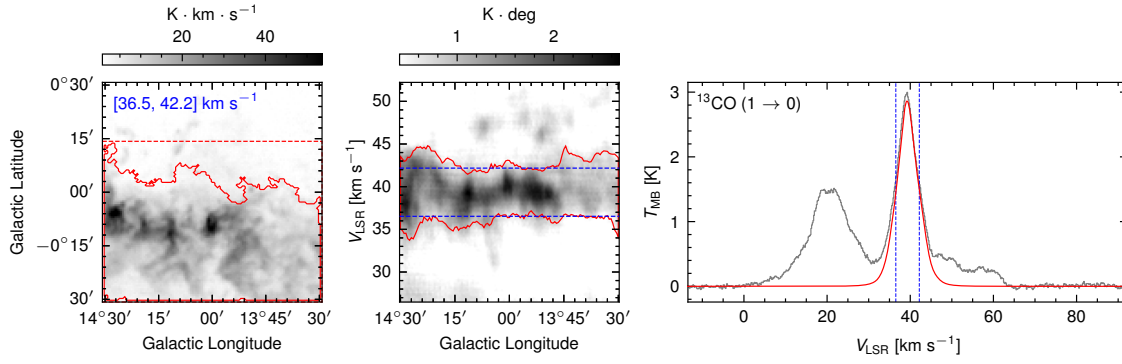 K · km · s⁻¹
20 40
Galactic Latitude
0°30′
15′
00′
−0°15′
30′
[36.5, 42.2] km s⁻¹
14°30′ 15′ 00′ 13°45′ 30′
Galactic Longitude
K · deg
1 2
V_LSR [km s⁻¹]
50
45
40
35
30
14°30′ 15′ 00′ 13°45′ 30′
Galactic Longitude
T_MB [K]
3
2
1
0
¹³CO (1 → 0)
0 20 40 60 80
V_LSR [km s⁻¹]